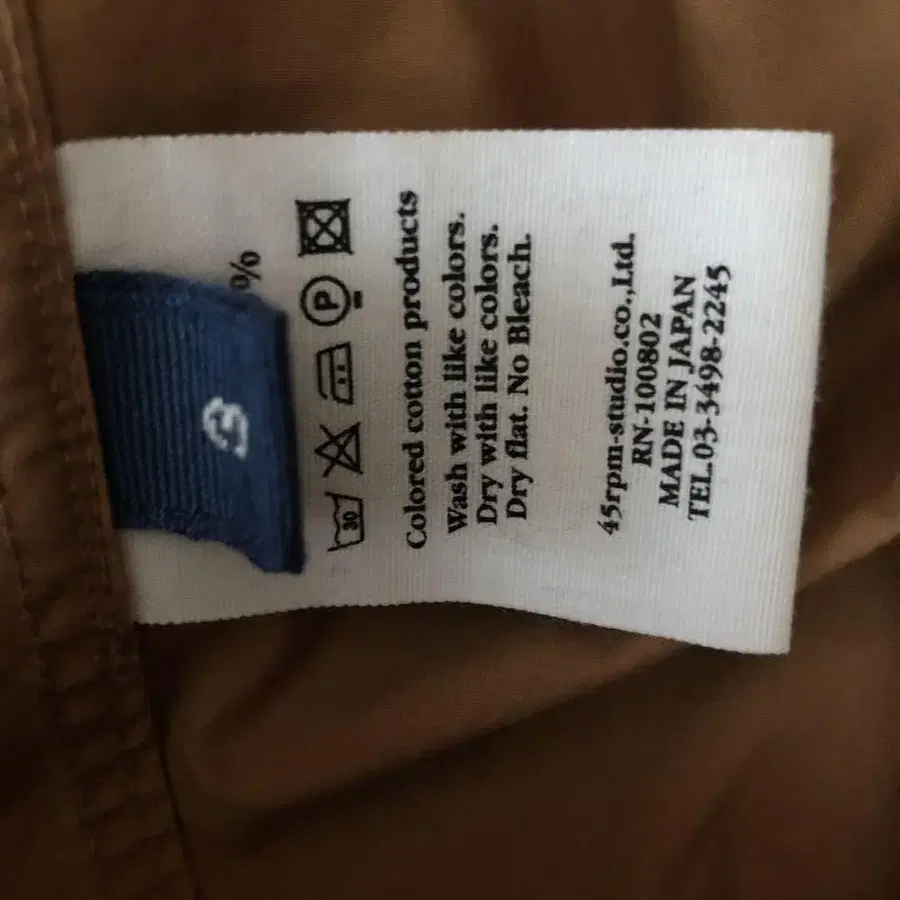 %
30 P
Colored cotton products
Wash with like colors.
Dry with like colors.
Dry flat. No Bleach.
45rpm-studio.co.,Ltd.
RN-100802
MADE IN JAPAN
TEL.03-3498-2245